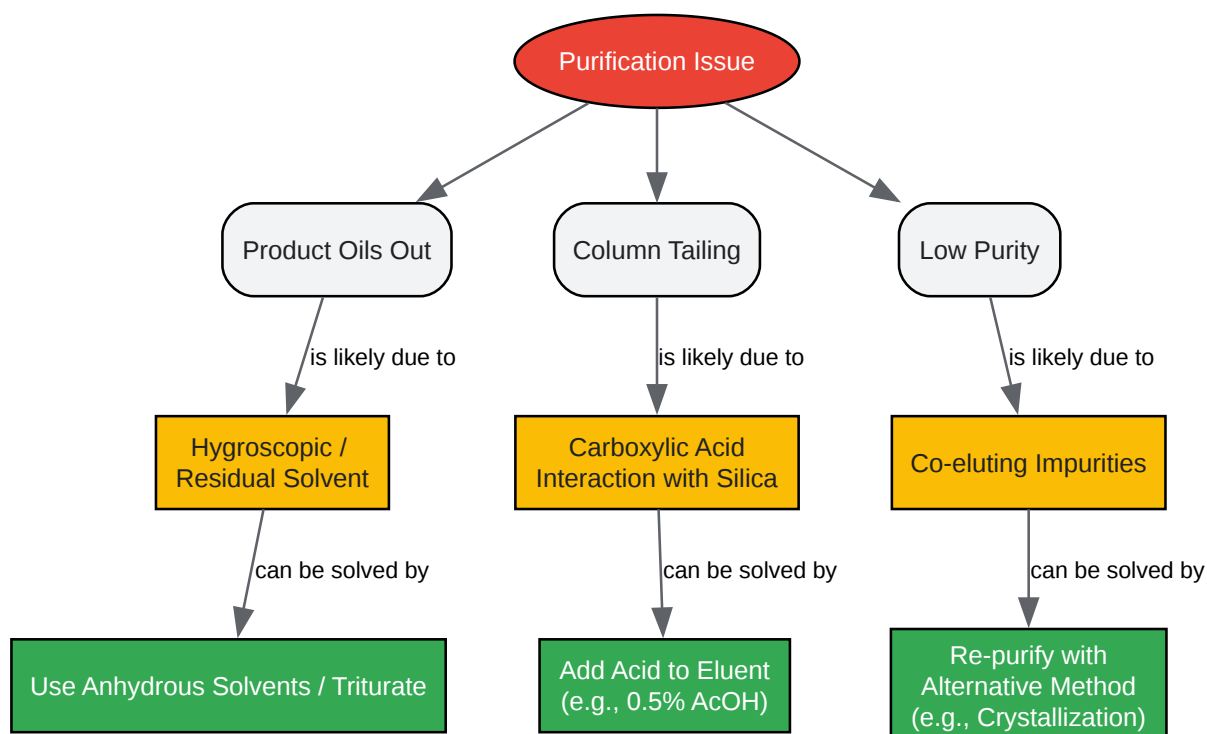 Purification Issue
Product Oils Out
Column Tailing
Low Purity
is likely due to
is likely due to
is likely due to
Hygroscopic /
Residual Solvent
Carboxylic Acid
Interaction with Silica
Co-eluting Impurities
can be solved by
can be solved by
can be solved by
Use Anhydrous Solvents / Triturate
Add Acid to Eluent
(e.g., 0.5% AcOH)
Re-purify with
Alternative Method
(e.g., Crystallization)